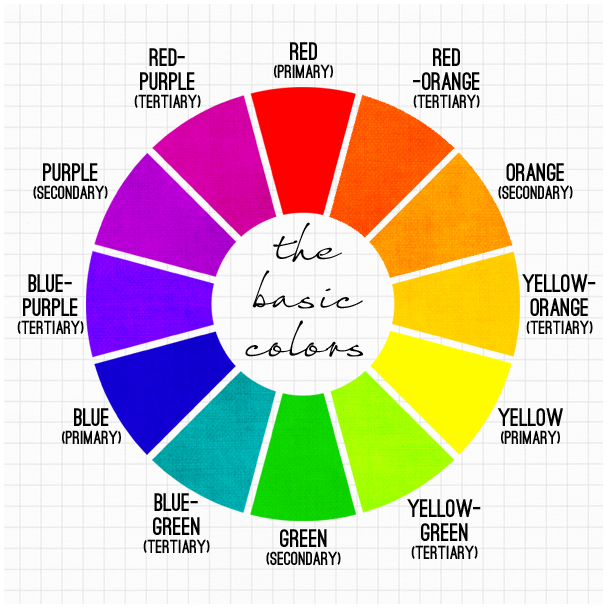 RED
(PRIMARY)
RED
-ORANGE
(TERTIARY)
ORANGE
(SECONDARY)
YELLOW-
ORANGE
(TERTIARY)
YELLOW
(PRIMARY)
YELLOW-
GREEN
(TERTIARY)
GREEN
(SECONDARY)
BLUE-
GREEN
(TERTIARY)
BLUE
(PRIMARY)
BLUE-
PURPLE
(TERTIARY)
PURPLE
(SECONDARY)
RED-
PURPLE
(TERTIARY)
the
basic
colors